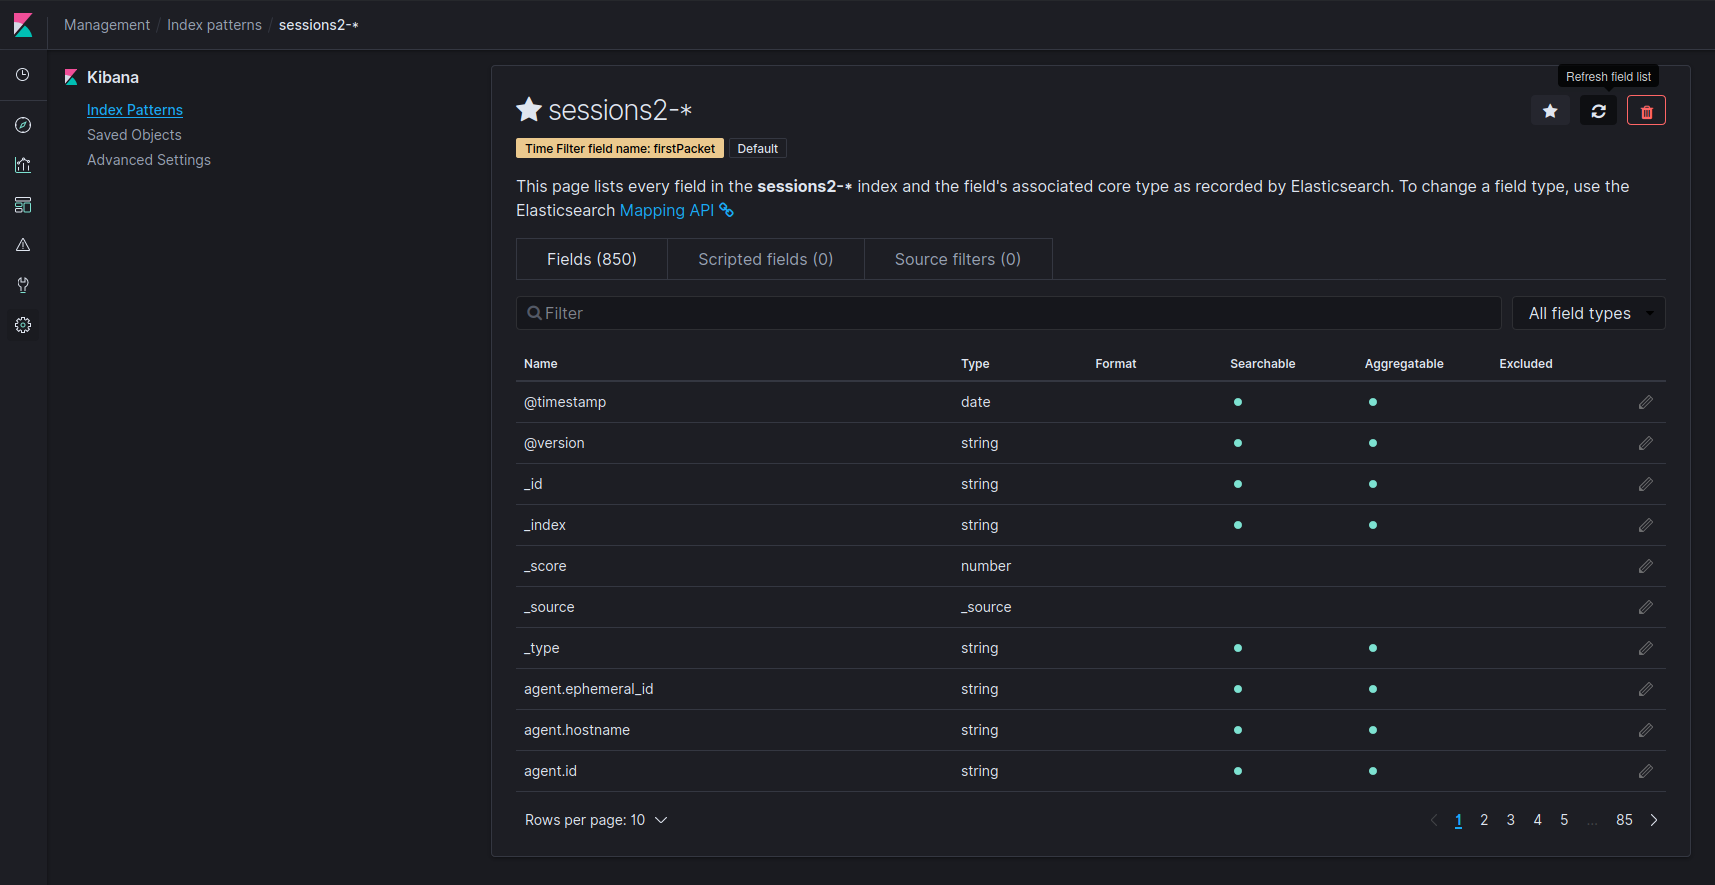 Management / Index patterns / sessions2-*
Kibana
Index Patterns
Saved Objects
Advanced Settings
Refresh field list
sessions2-*
Time Filter field name: firstPacket Default
This page lists every field in the sessions2-* index and the field's associated core type as recorded by Elasticsearch. To change a field type, use the
Elasticsearch Mapping API
Fields (850) Scripted fields (0) Source filters (0)
Filter All field types
Name Type Format Searchable Aggregatable Excluded
@timestamp date
@version string
_id string
_index string
_score number
_source _source
_type string
agent.ephemeral_id string
agent.hostname string
agent.id string
Rows per page: 10 1 2 3 4 5 ... 85